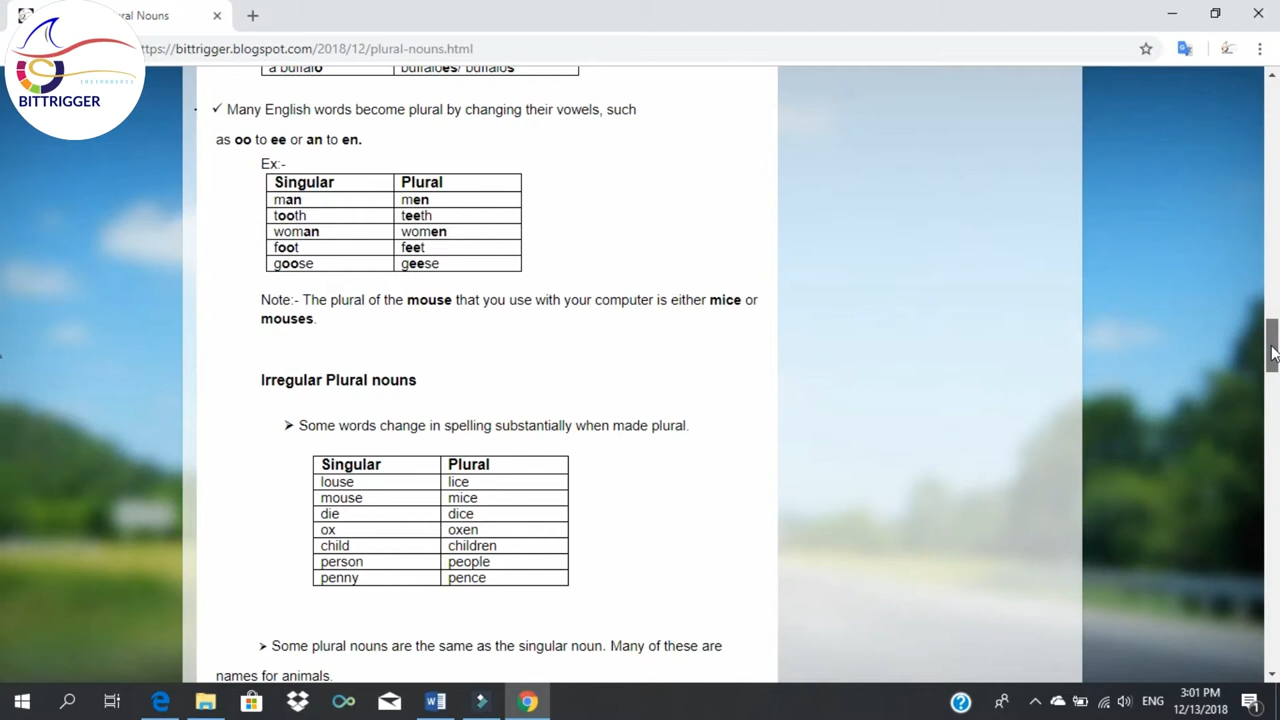 ural Nouns
ttps://bittrigger.blogspot.com/2018/12/plural-nouns.html
BITTRIGGER
a buffalo buffaloes/ buffalos
✓ Many English words become plural by changing their vowels, such
as oo to ee or an to en.
Ex:-
Singular Plural
man men
tooth teeth
woman women
foot feet
goose geese
Note:- The plural of the mouse that you use with your computer is either mice or
mouses.
Irregular Plural nouns
➢ Some words change in spelling substantially when made plural.
Singular Plural
louse lice
mouse mice
die dice
ox oxen
child children
person people
penny pence
➢ Some plural nouns are the same as the singular noun. Many of these are
names for animals.
ENG
3:01 PM
12/13/2018
1